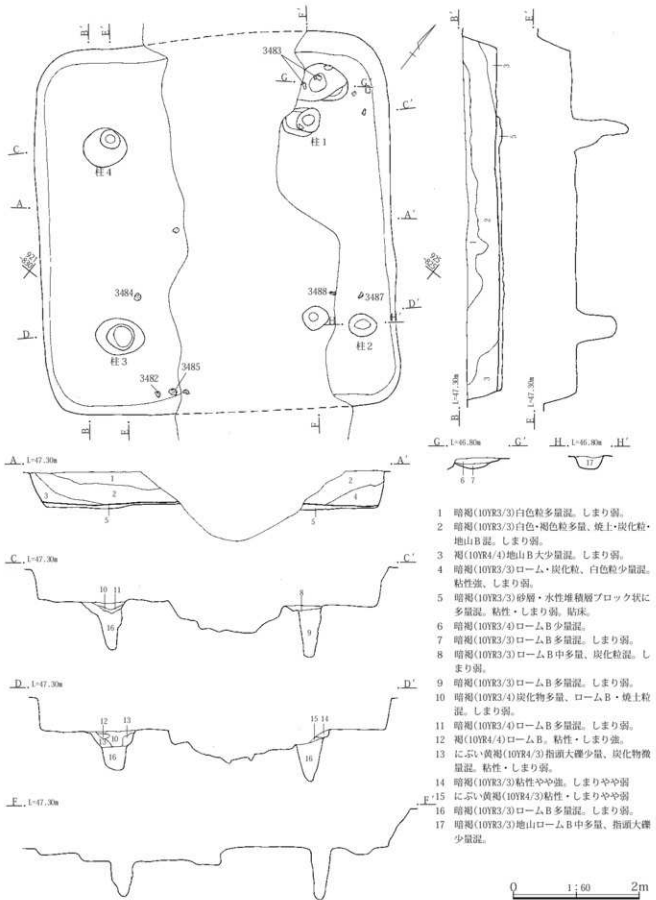 B' E' F' B' E'
3483
G G'
C'
柱1
C
柱4
A A'
3484
3488 3487
D'
D H H'
柱3 柱2
3482 3485
B E F
B L=47.30m E L=47.30m
3
5
2
1
3
A L=47.30m A'
1 2
3 2 4
5 5
G L=46.80m G' H L=46.80m H'
6 7 17
C L=47.30m C'
10 11 8
16 9
D L=47.30m D'
12 13 15 14
10
16 16
F L=47.30m F'
1 暗褐(10YR3/3)白色粒多量混。しまり弱。
2 暗褐(10YR3/3)白色・褐色粒多量、焼土・炭化粒・
地山B混。しまり弱。
3 褐(10YR4/4)地山B大少量混。しまり弱。
4 暗褐(10YR3/3)ローム・炭化粒、白色粒少量混。
粘性強、しまり弱。
5 暗褐(10YR3/3)砂層・水性堆積層ブロック状に
多量混。粘性・しまり弱。貼床。
6 暗褐(10YR3/4)ロームB少量混。
7 暗褐(10YR3/3)ロームB多量混。しまり弱。
8 暗褐(10YR3/3)ロームB中多量、炭化粒混。し
まり弱。
9 暗褐(10YR3/3)ロームB多量混。しまり弱。
10 暗褐(10YR3/4)炭化物多量、ロームB・焼土粒
混。しまり弱。
11 暗褐(10YR3/3)ロームB多量混。しまり弱。
12 褐(10YR4/4)ロームB。粘性・しまり強。
13 にぶい黄褐(10YR4/3)指頭大礫少量、炭化物微
量混。粘性・しまり弱。
14 暗褐(10YR3/3)粘性やや強。しまりやや弱
15 にぶい黄褐(10YR4/3)粘性・しまりやや弱
16 暗褐(10YR3/3)ロームB多量混。しまり弱。
17 暗褐(10YR3/3)地山ロームB中多量、指頭大礫
少量混。
0 1:60 2m